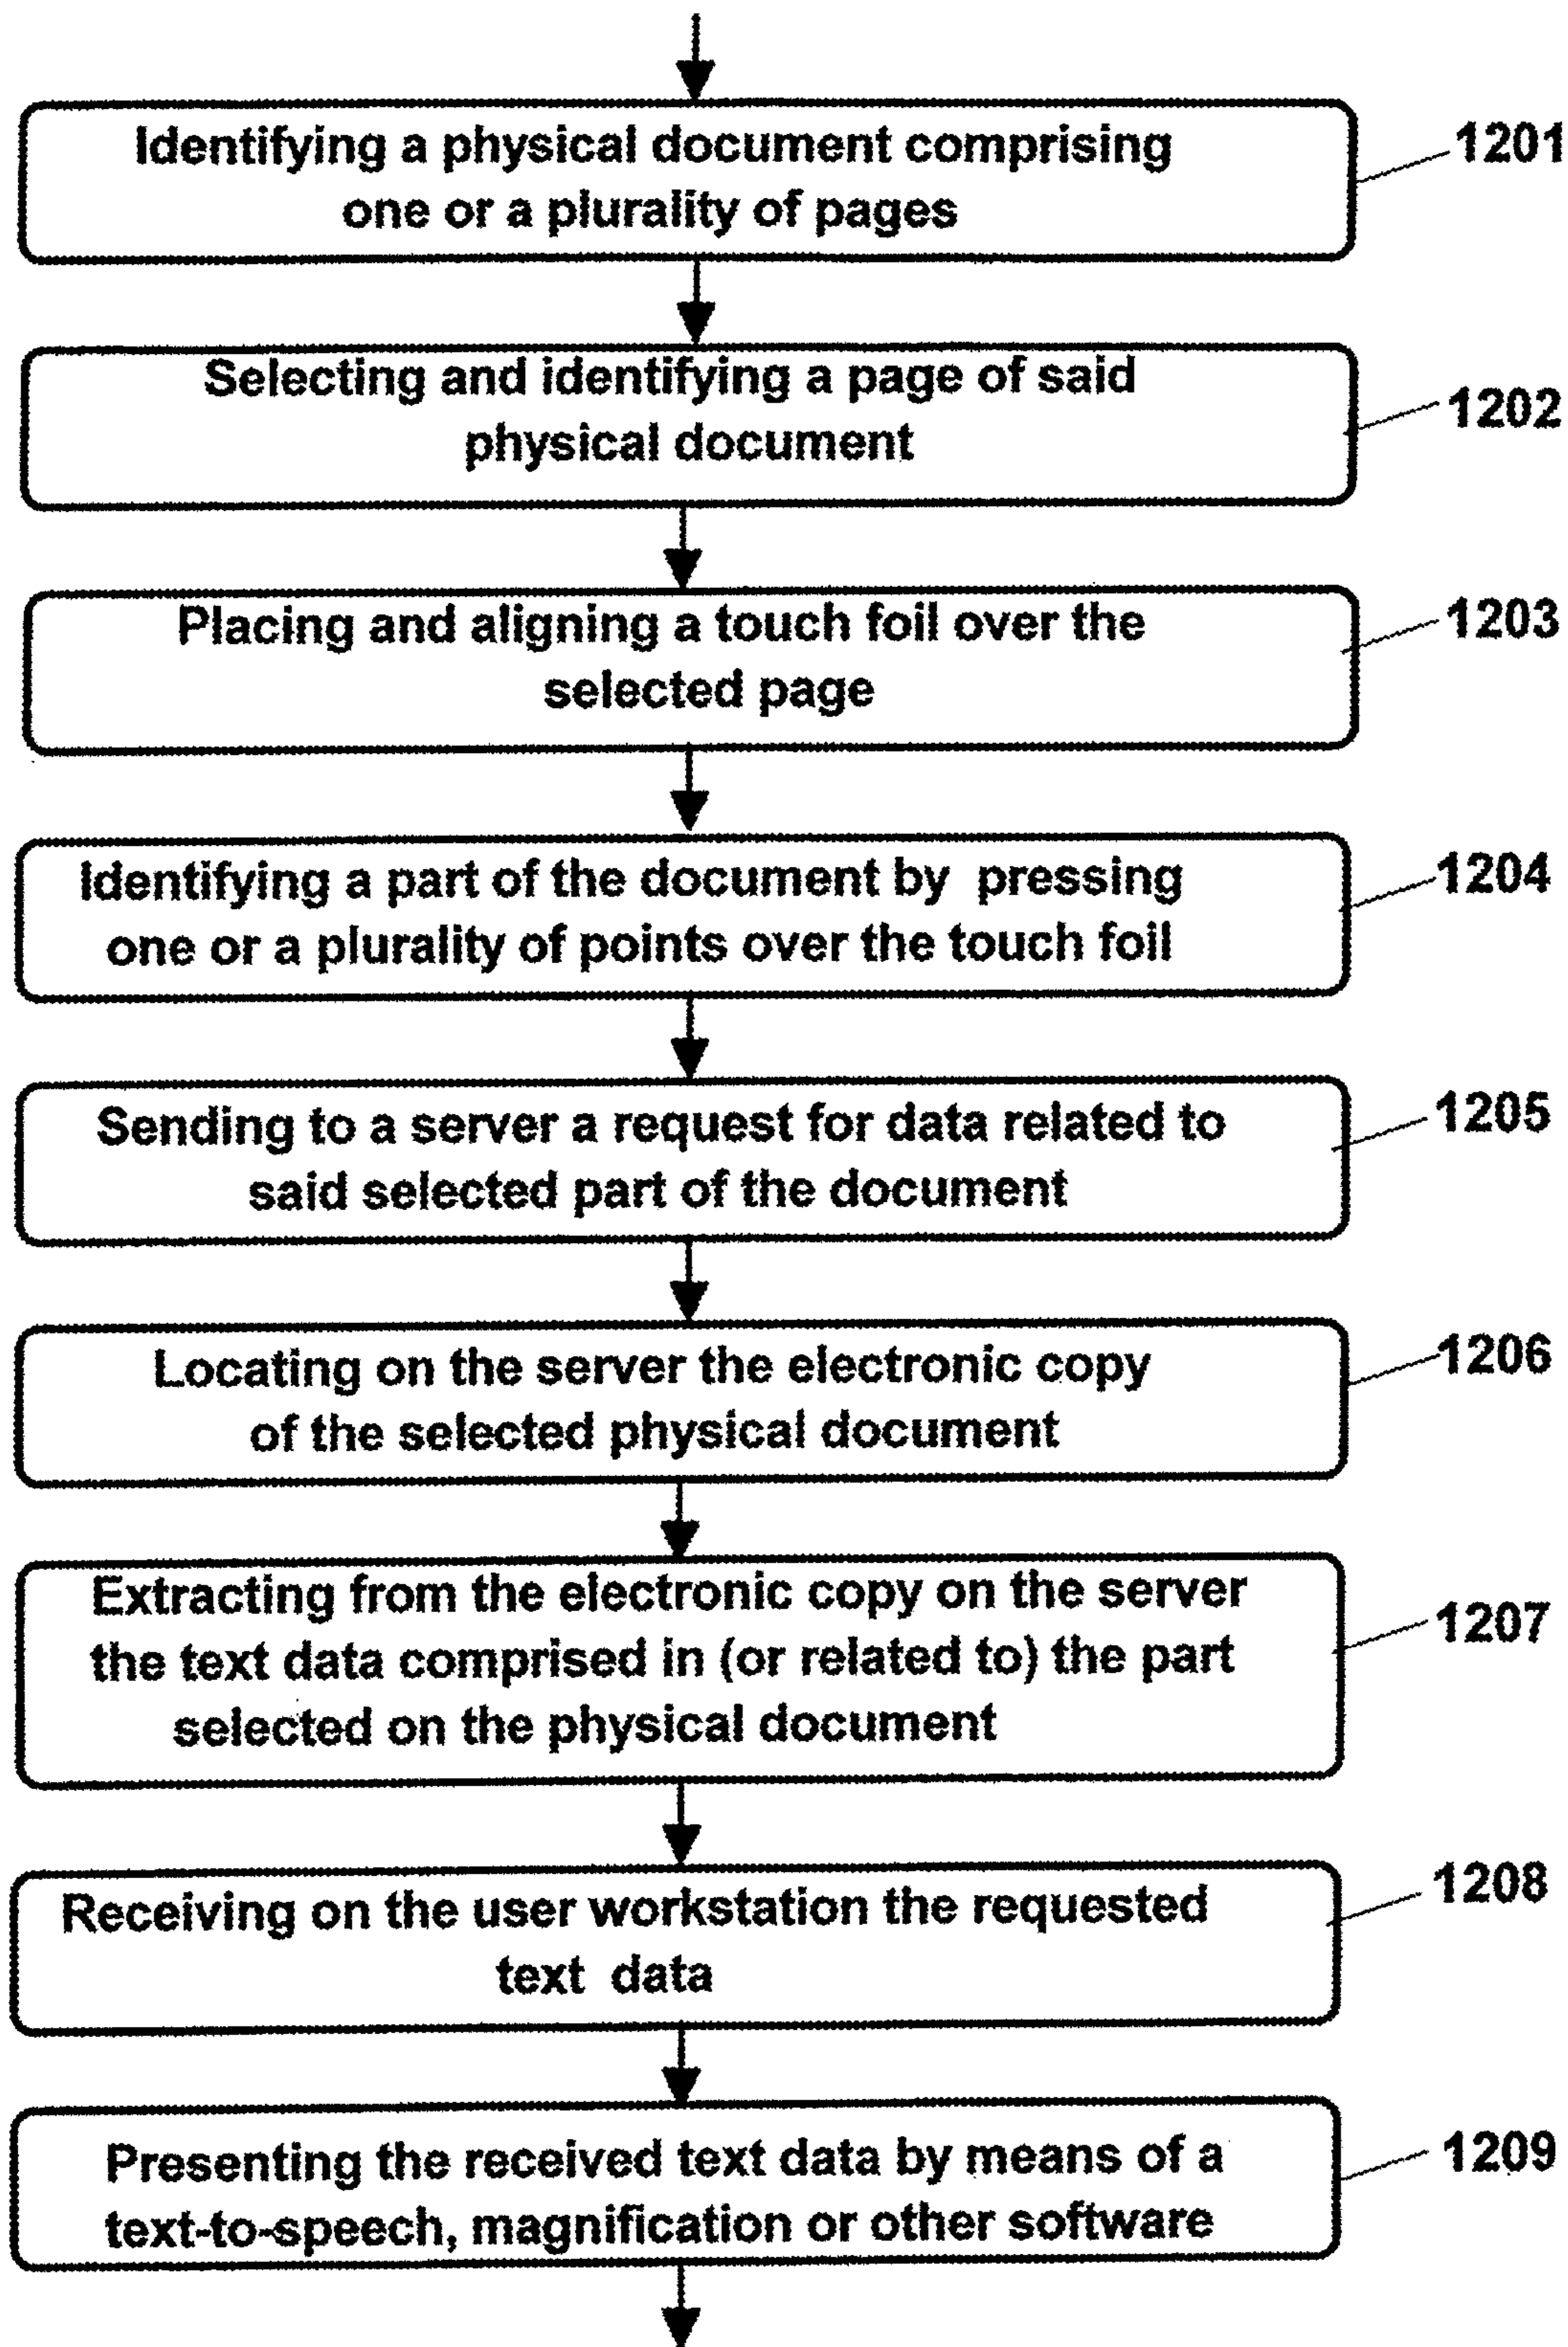 Identifying a physical document comprising
one or a plurality of pages
1201
Selecting and identifying a page of said
physical document
1202
Placing and aligning a touch foil over the
selected page
1203
Identifying a part of the document by pressing
one or a plurality of points over the touch foil
1204
Sending to a server a request for data related to
said selected part of the document
1205
Locating on the server the electronic copy
of the selected physical document
1206
Extracting from the electronic copy on the server
the text data comprised in (or related to) the part
selected on the physical document
1207
Receiving on the user workstation the requested
text data
1208
Presenting the received text data by means of a
text-to-speech, magnification or other software
1209